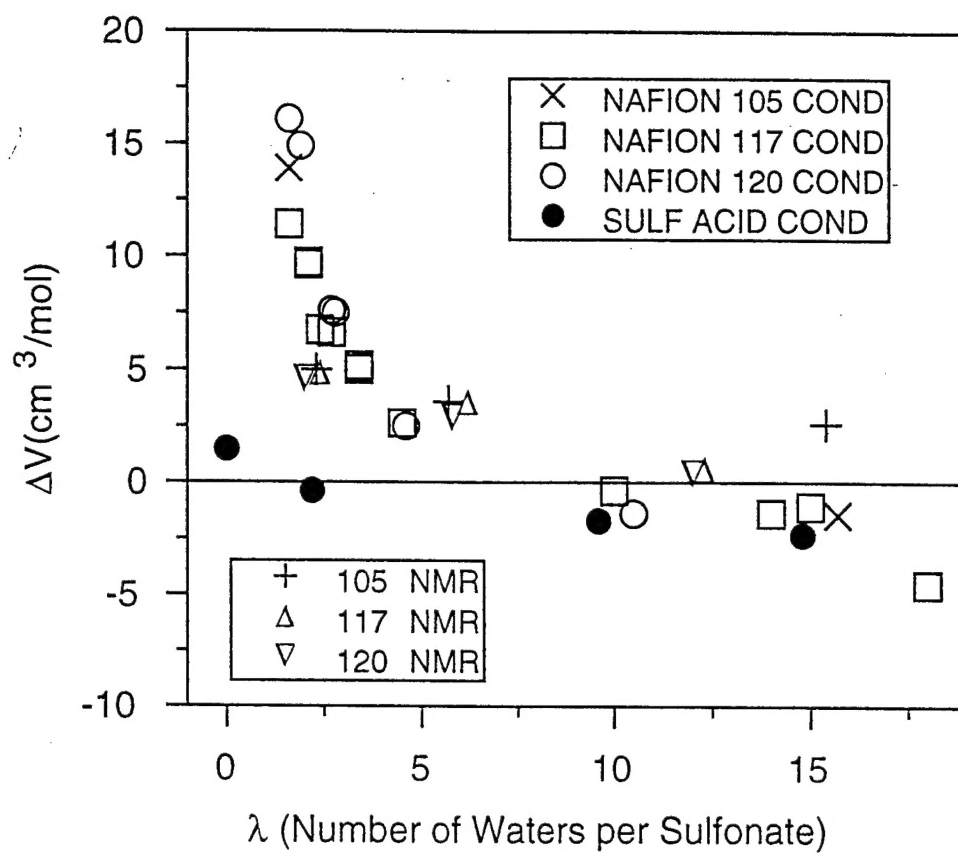 20
15
10
5
0
-5
-10
ΔV(cm ³/mol)
NAFION 105 COND
NAFION 117 COND
NAFION 120 COND
SULF ACID COND
105 NMR
117 NMR
120 NMR
0 5 10 15
λ (Number of Waters per Sulfonate)